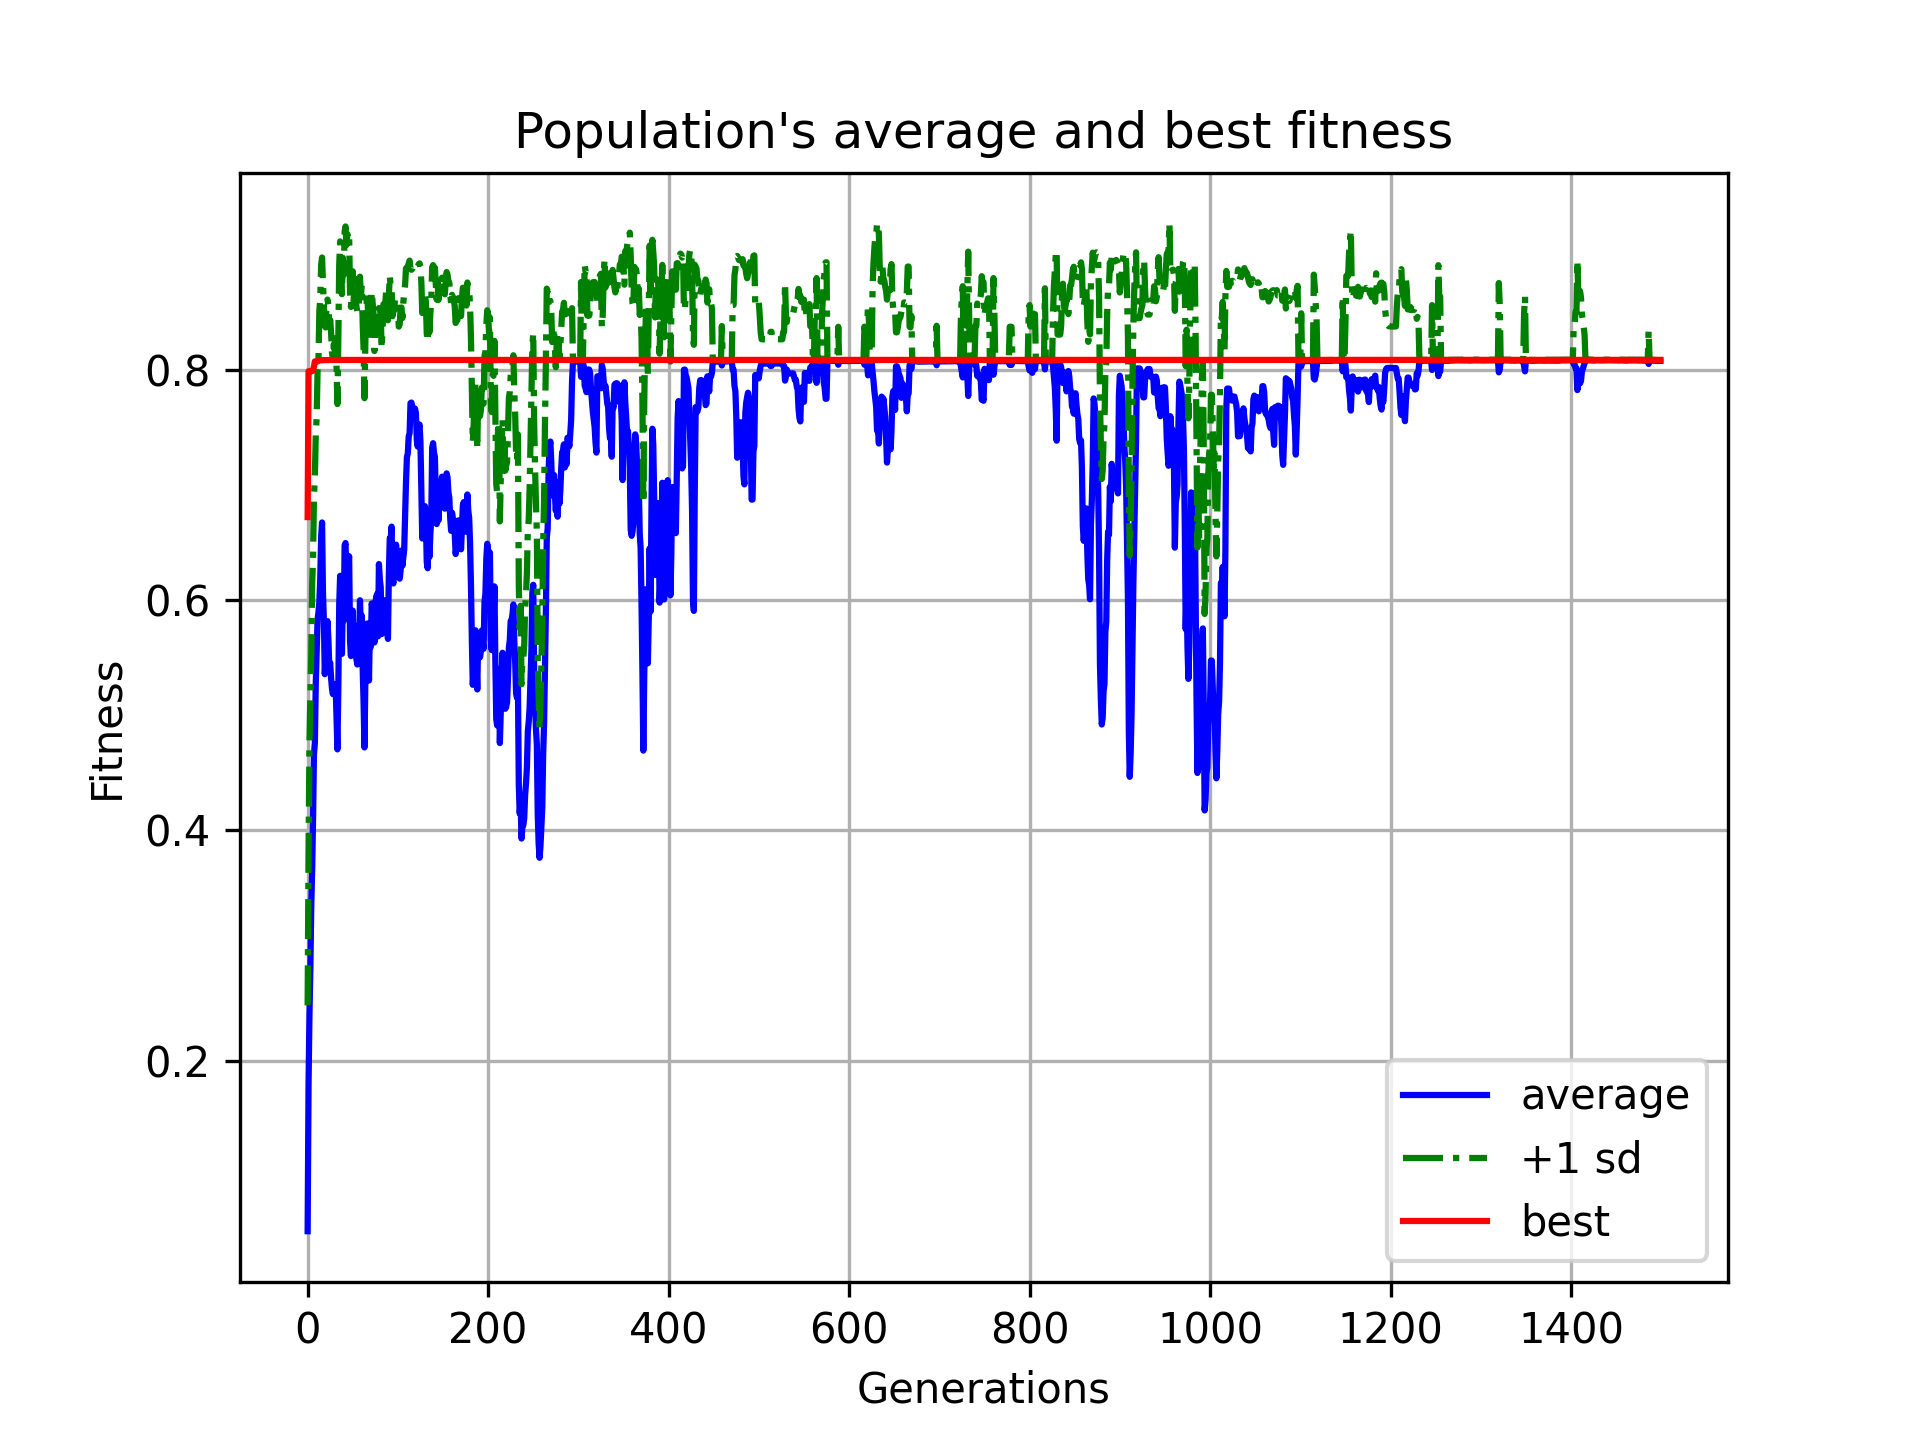 Population's average and best fitness
Fitness
0.8
0.6
0.4
0.2
0 200 400 600 800 1000 1200 1400
Generations
average
+1 sd
best